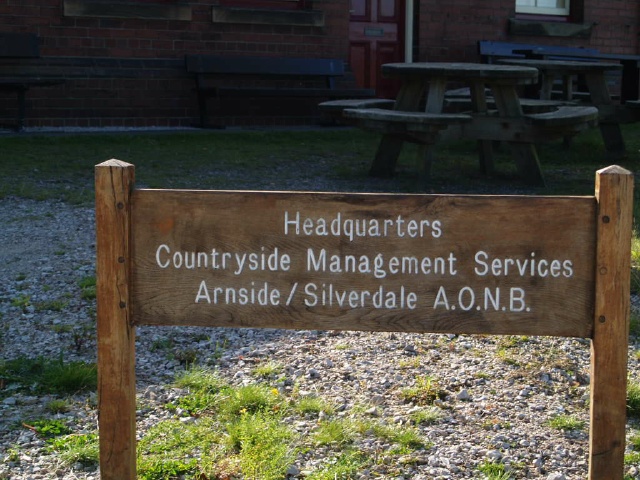 Headquarters
Countryside Management Services
Arnside/Silverdale A.O.N.B.